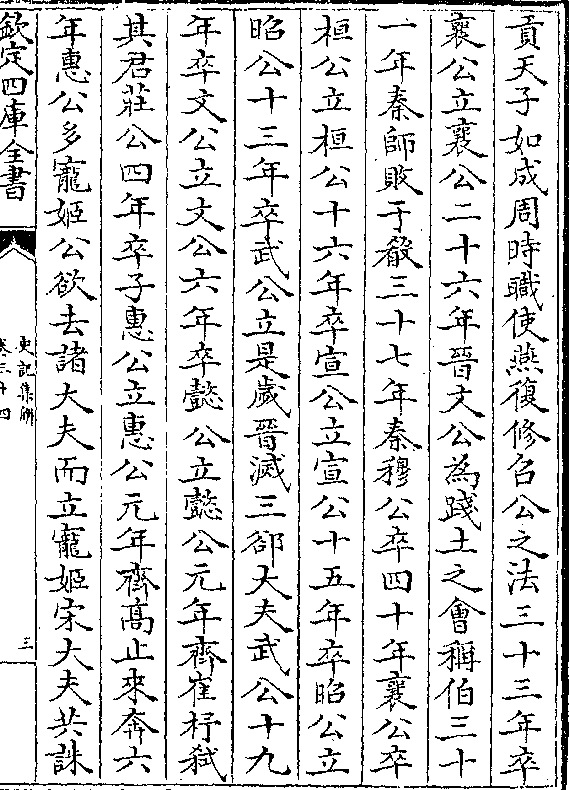 貢天子如成周時職使燕復修召公之法三十三年卒
襄公立襄公二十六年晉文公為踐土之會稱伯三十
一年秦師敗于殽三十七年秦穆公卒四十年襄公卒
桓公立桓公十六年卒宣公立宣公十五年卒昭公立
昭公十三年卒武公立是歲晉滅三郤大夫武公十九
年卒文公立文公六年卒懿公立懿公元年齊崔杼弑
其君莊公四年卒子惠公立惠公元年齊高止來奔六
年惠公多寵姬公欲去諸大夫而立寵姬宋大夫共誅
欽定四庫全書
史記集解
卷三十四
三